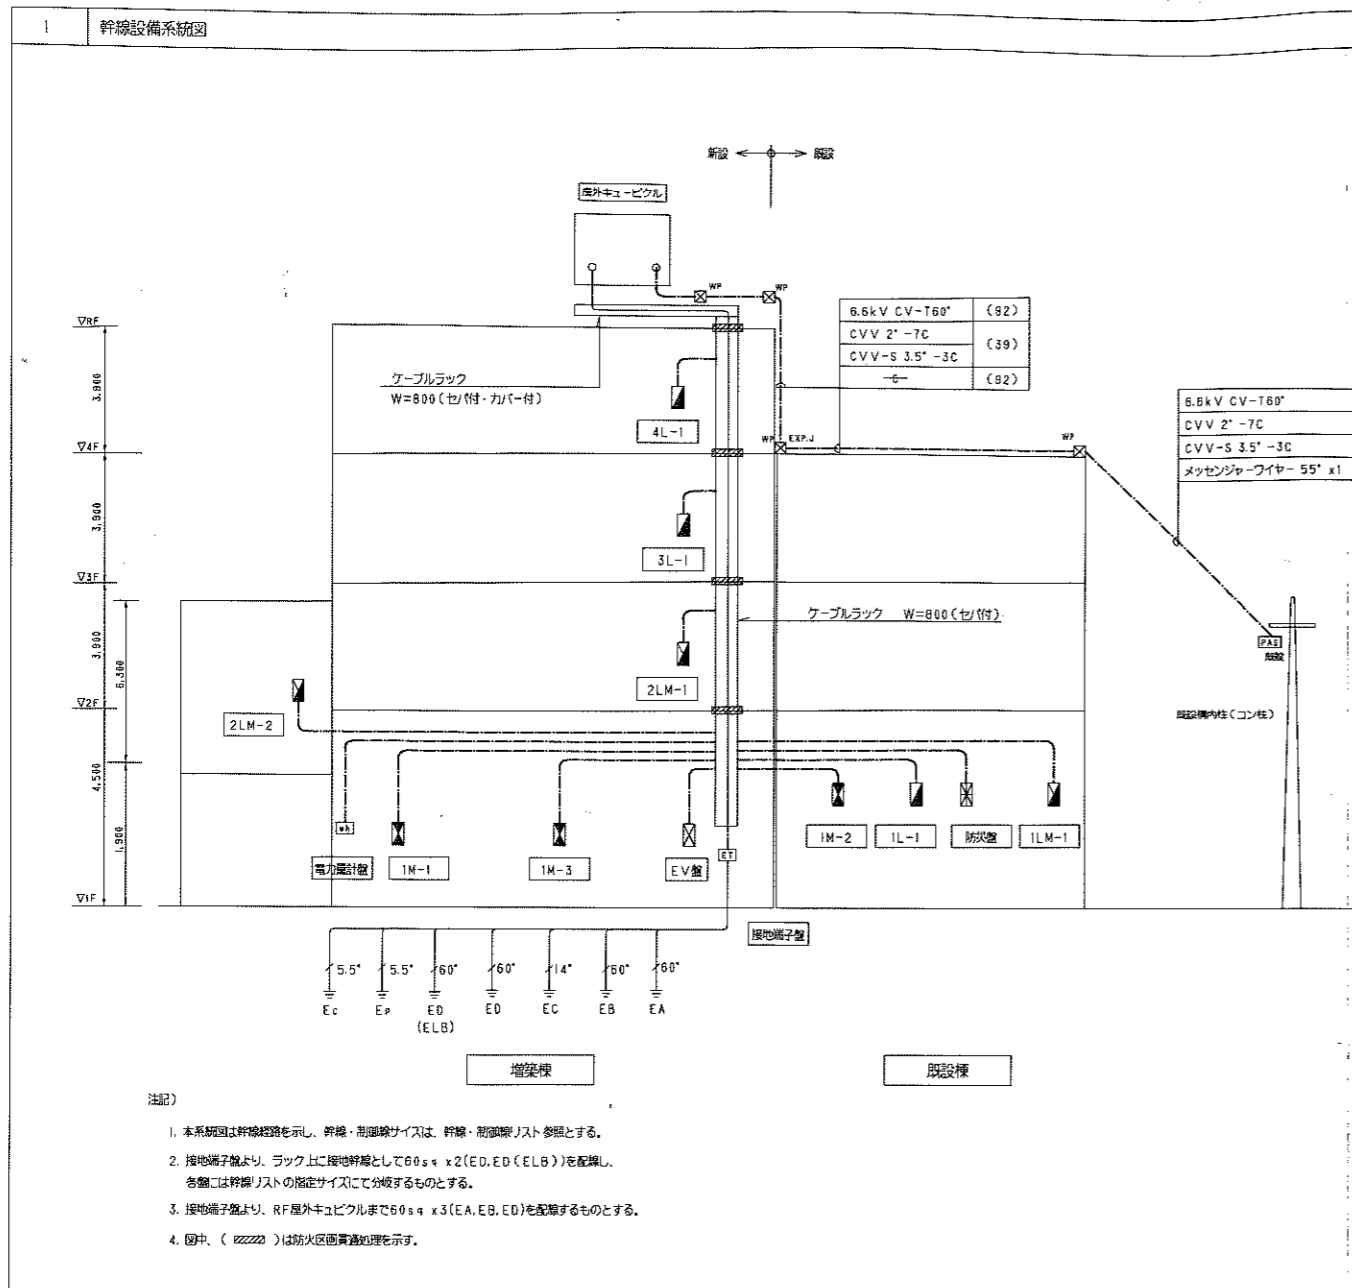 1 幹線設備系統図
新設 既設
屋外キュービクル
WP WP
6.6kV CV-T60° (92)
CVV 2° -7C (39)
CVV-S 3.5° -3C
(92)
6.6kV CV-T60°
CVV 2° -7C
CVV-S 3.5° -3C
メッセンジャーワイヤー 55° x1
▽RF
3,900
ケーブルラック
W=800(セパ付・カバー付)
4L-1
▽4F
WP EXP.J WP
3,900
3L-1
▽3F
3,900
6,300
ケーブルラック W=800(セパ付)
PAS
既設
2LM-1
2LM-2
▽2F
既設構内柱(コン柱)
4,500
1,900
Wh
電力量計盤 1M-1 1M-3 EV盤 ET 1M-2 1L-1 防災盤 1LM-1
▽1F
接地端子盤
5.5° 5.5° 60° 60° 14° 60° 60°
Ec EP ED ED EC EB EA
(ELB)
増築棟 既設棟
注記)
1. 本系統図は幹線経路を示し、幹線・制御線サイズは、幹線・制御線リスト参照とする。
2. 接地端子盤より、ラック上に接地幹線として60sq x2(ED,ED(ELB))を配線し、
各盤には幹線リストの指定サイズにて分岐するものとする。
3. 接地端子盤より、RF屋外キュビクルまで60sq x3(EA,EB,ED)を配線するものとする。
4. 図中、( )は防火区画貫通処理を示す。